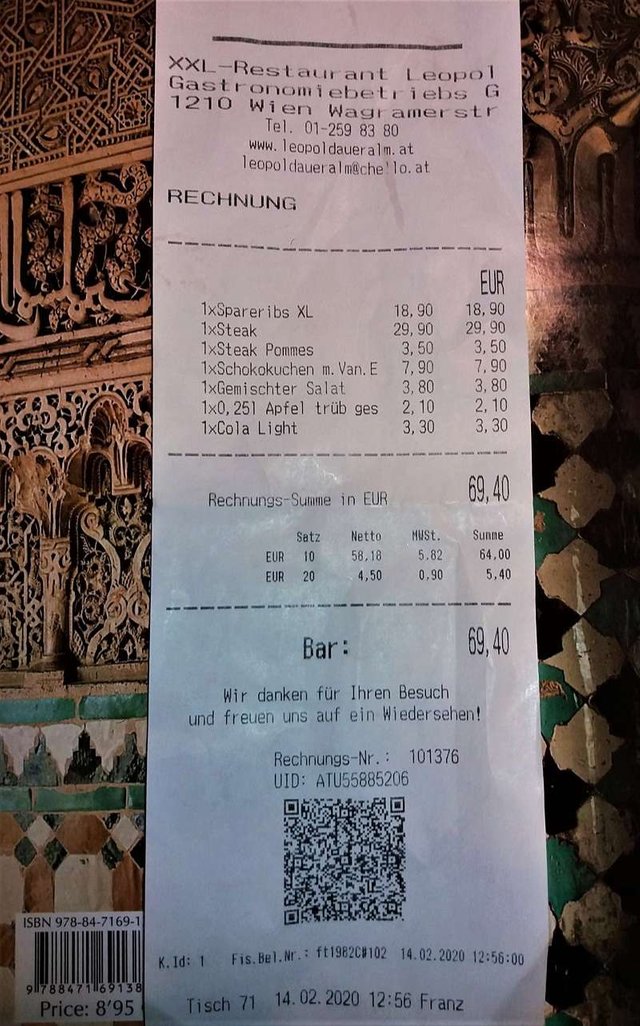 XXL-Restaurant Leopol
Gastronomiebetriebs G
1210 Wien Wagramerstr
Tel. 01-259 83 80
www.leopoldaueralm.at
leopoldaueralm@che'lo.at
RECHNUNG
EUR
1xSpareribs XL 18,90 18,90
1xSteak 29,90 29,90
1xSteak Pommes 3,50 3,50
1xSchokokuchen m.Van.E 7,90 7,90
1xGemischter Salat 3,80 3,80
1x0,25l Apfel trüb ges 2,10 2,10
1xCola Light 3,30 3,30
Rechnungs-Summe in EUR 69,40
Satz Netto MWSt. Summe
EUR 10 58,18 5.82 64,00
EUR 20 4,50 0,90 5,40
Bar: 69,40
Wir danken für Ihren Besuch
und freuen uns auf ein Wiedersehen!
Rechnungs-Nr.: 101376
UID: ATU55885206
K.Id: 1 Fis.Bel.Nr.: ft1982C#102 14.02.2020 12:56:00
Tisch 71 14.02.2020 12:56 Franz
ISBN 978-84-7169-1
9 788471 69138
Price: 8'95